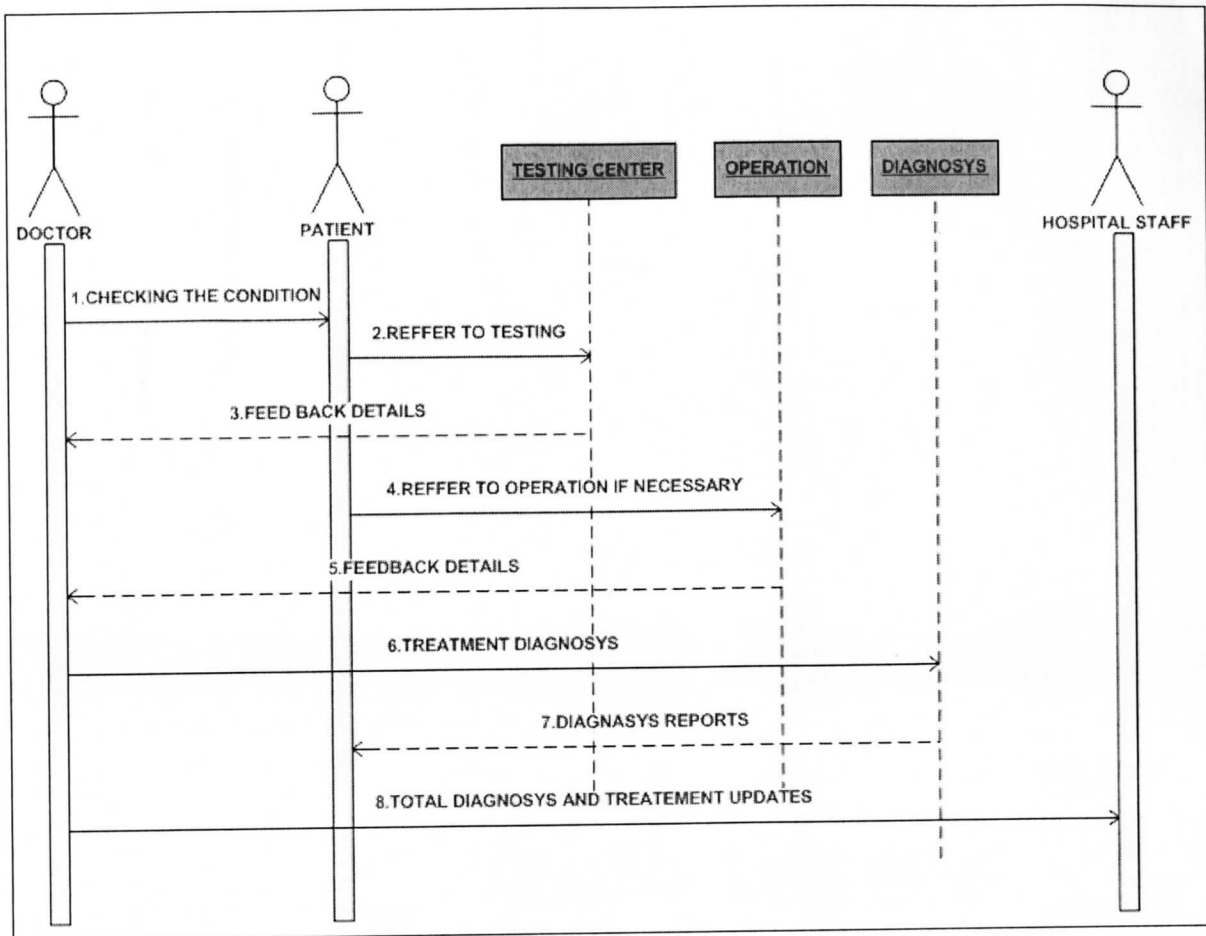 TESTING CENTER
OPERATION
DIAGNOSYS
DOCTOR
PATIENT
HOSPITAL STAFF
1.CHECKING THE CONDITION
2.REFFER TO TESTING
3.FEED BACK DETAILS
4.REFFER TO OPERATION IF NECESSARY
5.FEEDBACK DETAILS
6.TREATMENT DIAGNOSYS
7.DIAGNASYS REPORTS
8.TOTAL DIAGNOSYS AND TREATEMENT UPDATES